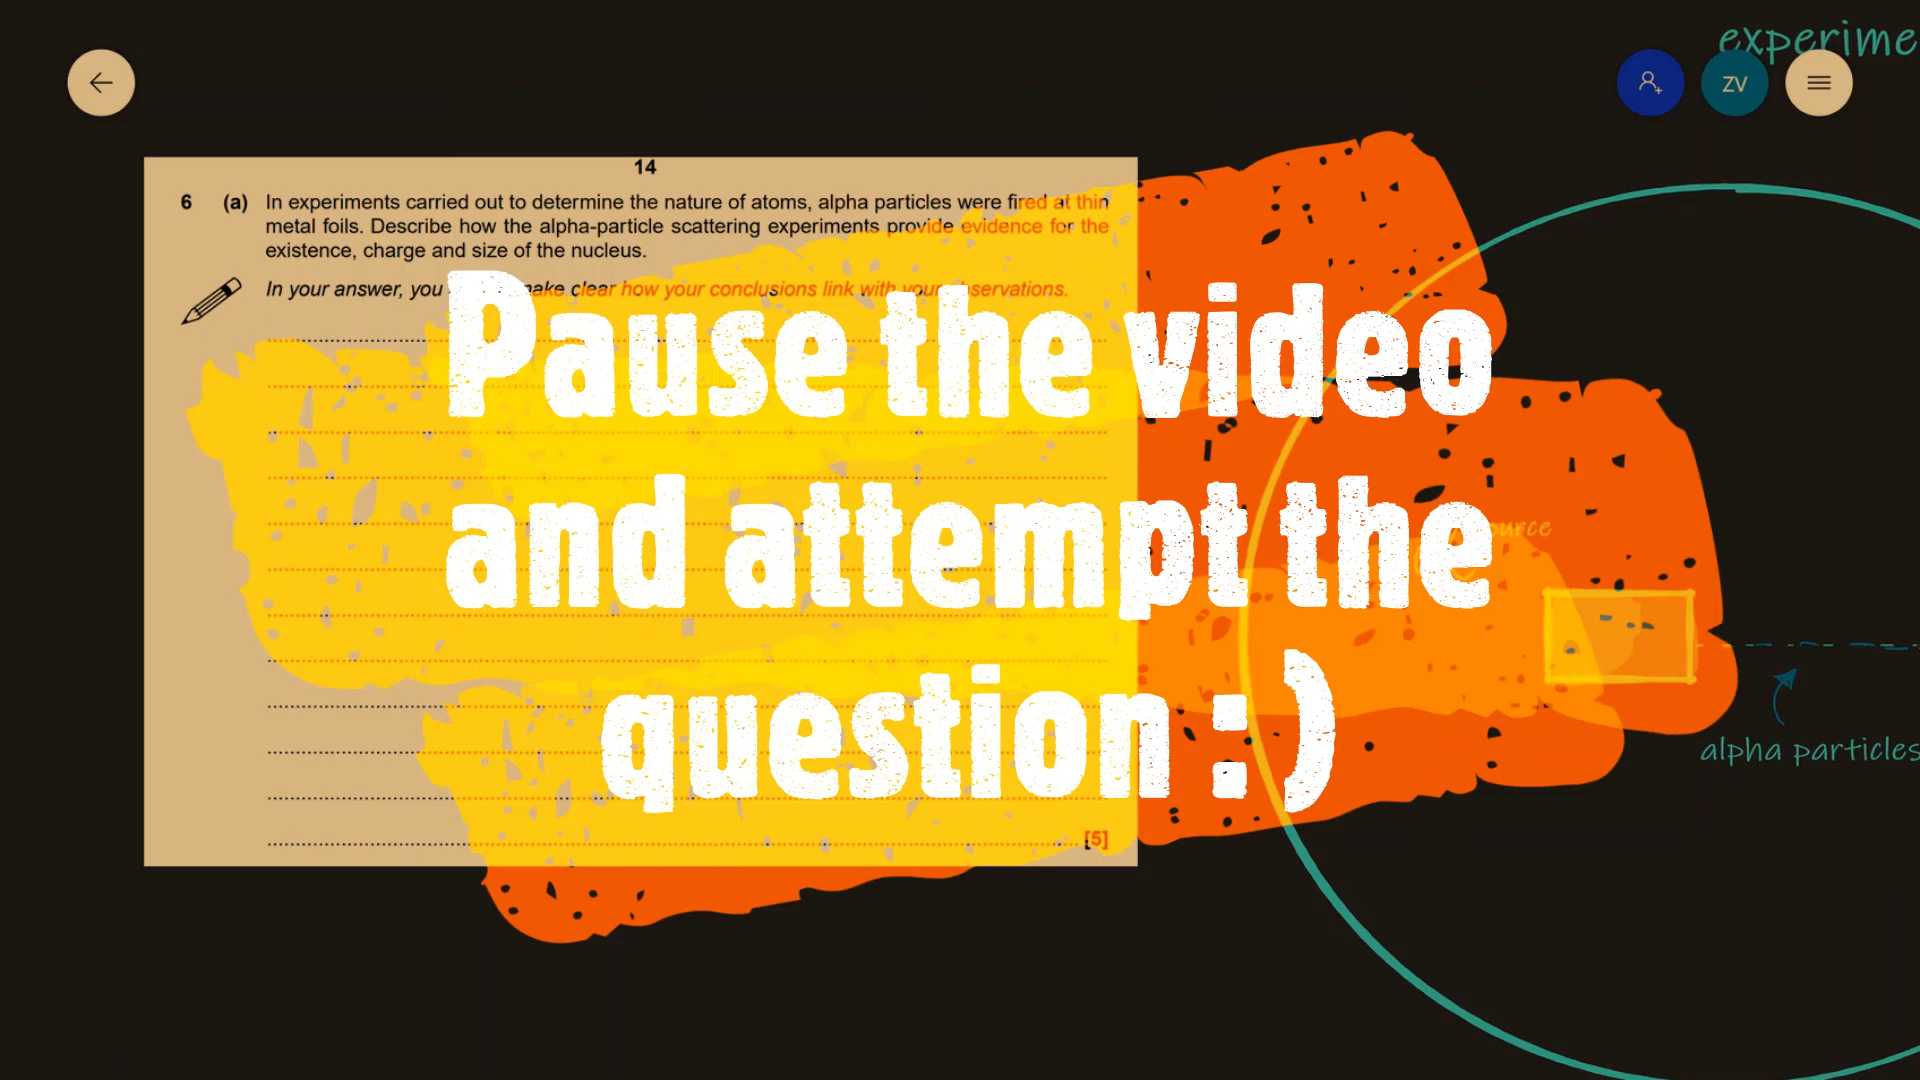 experime
ZV
14
6 (a) In experiments carried out to determine the nature of atoms, alpha particles were fired at thin
metal foils. Describe how the alpha-particle scattering experiments provide evidence for the
existence, charge and size of the nucleus.
In your answer, you make clear how your conclusions link with your observations.
Pause the video
and attempt the
question :)
alpha particles
[5]